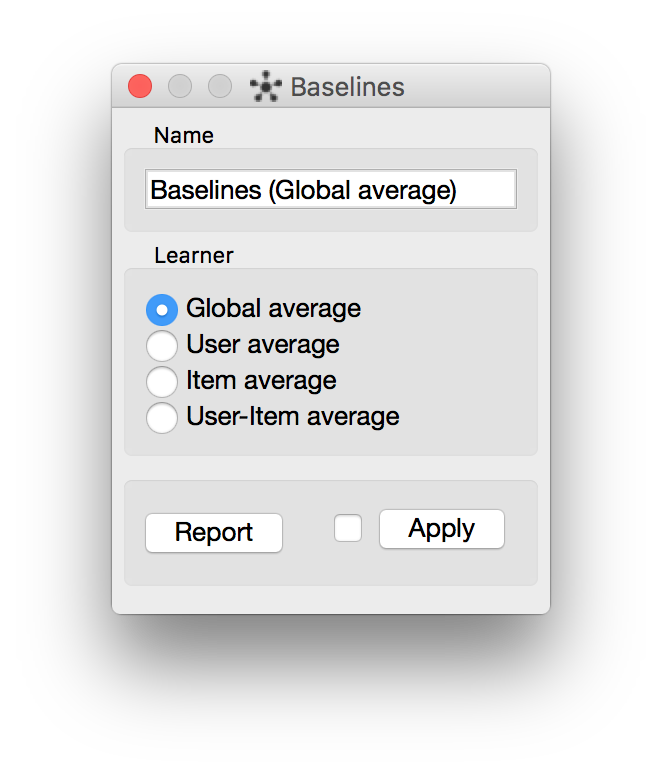 Baselines
Name
Baselines (Global average)
Learner
Global average
User average
Item average
User-Item average
Report
Apply